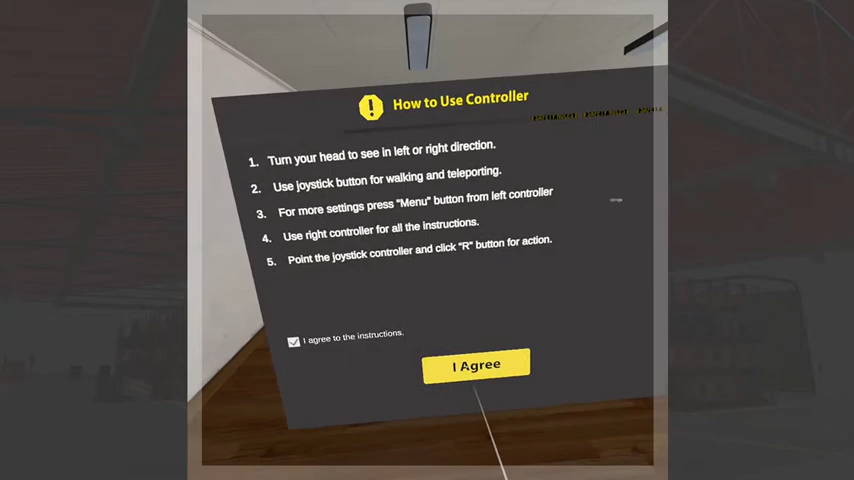 How to Use Controller
1. Turn your head to see in left or right direction.
2. Use joystick button for walking and teleporting.
3. For more settings press "Menu" button from left controller
4. Use right controller for all the instructions.
5. Point the joystick controller and click "R" button for action.
I agree to the instructions.
I Agree